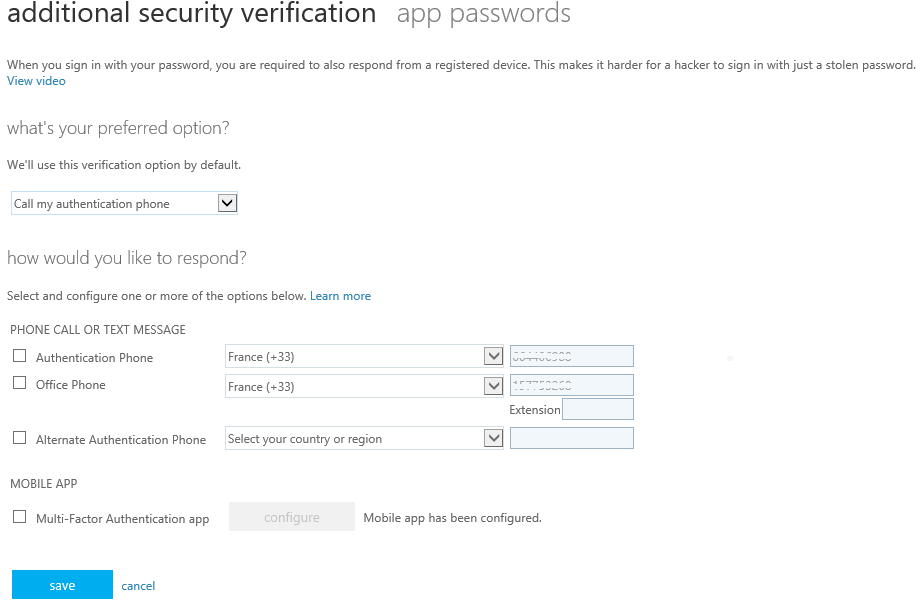 additional security verification app passwords
When you sign in with your password, you are required to also respond from a registered device. This makes it harder for a hacker to sign in with just a stolen password.
View video
what's your preferred option?
We'll use this verification option by default.
Call my authentication phone
how would you like to respond?
Select and configure one or more of the options below. Learn more
PHONE CALL OR TEXT MESSAGE
Authentication Phone France (+33)
Office Phone France (+33)
Extension
Alternate Authentication Phone Select your country or region
MOBILE APP
Multi-Factor Authentication app configure Mobile app has been configured.
save cancel